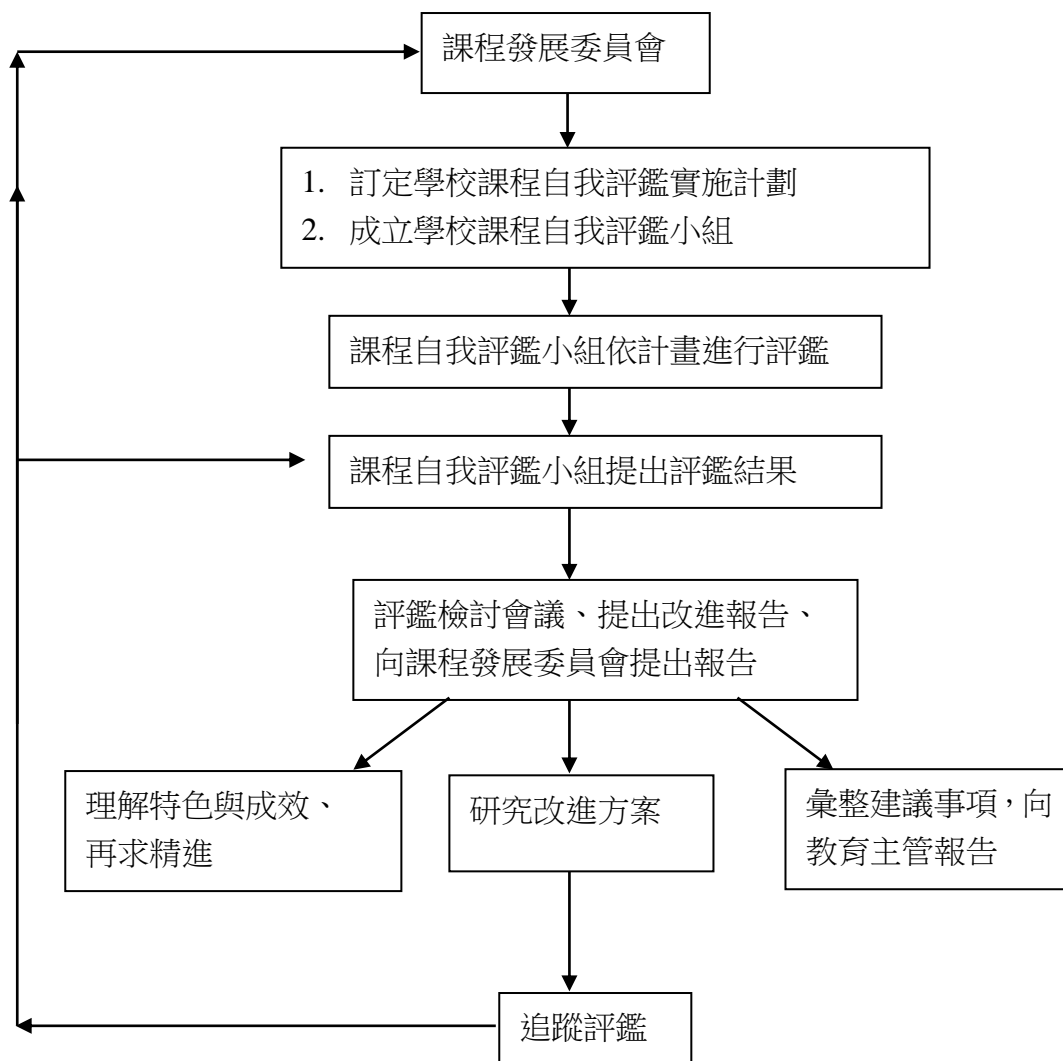 課程發展委員會
1. 訂定學校課程自我評鑑實施計劃
2. 成立學校課程自我評鑑小組
課程自我評鑑小組依計畫進行評鑑
課程自我評鑑小組提出評鑑結果
評鑑檢討會議、提出改進報告、
向課程發展委員會提出報告
理解特色與成效、
再求精進
研究改進方案
彙整建議事項，向
教育主管報告
追蹤評鑑